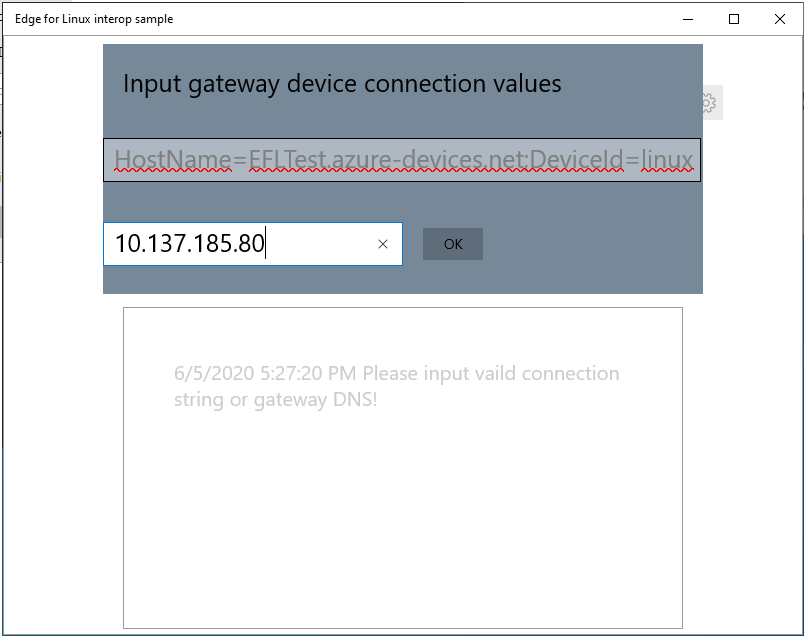 Edge for Linux interop sample
Input gateway device connection values
HostName=EFLTest.azure-devices.net;DeviceId=linux
10.137.185.80
OK
6/5/2020 5:27:20 PM Please input vaild connection
string or gateway DNS!